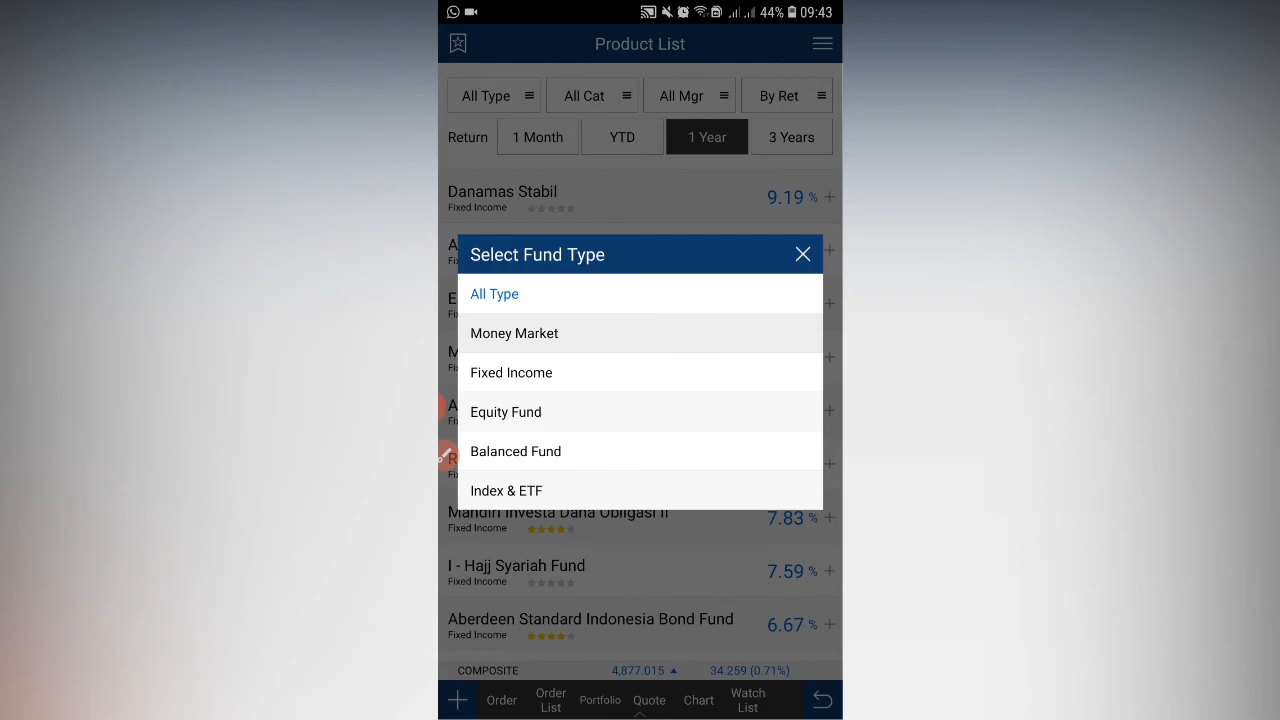 44% 09:43
Product List
All Type All Cat All Mgr By Ret
Return 1 Month YTD 1 Year 3 Years
Danamas Stabil
Fixed Income
9.19 %
Select Fund Type
All Type
Money Market
Fixed Income
Equity Fund
Balanced Fund
Index & ETF
Mandiri Investa Dana Obligasi II
Fixed Income
7.83 %
I - Hajj Syariah Fund
Fixed Income
7.59 %
Aberdeen Standard Indonesia Bond Fund
Fixed Income
6.67 %
COMPOSITE 4,877.015 34.259 (0.71%)
Order Order List Portfolio Quote Chart Watch List